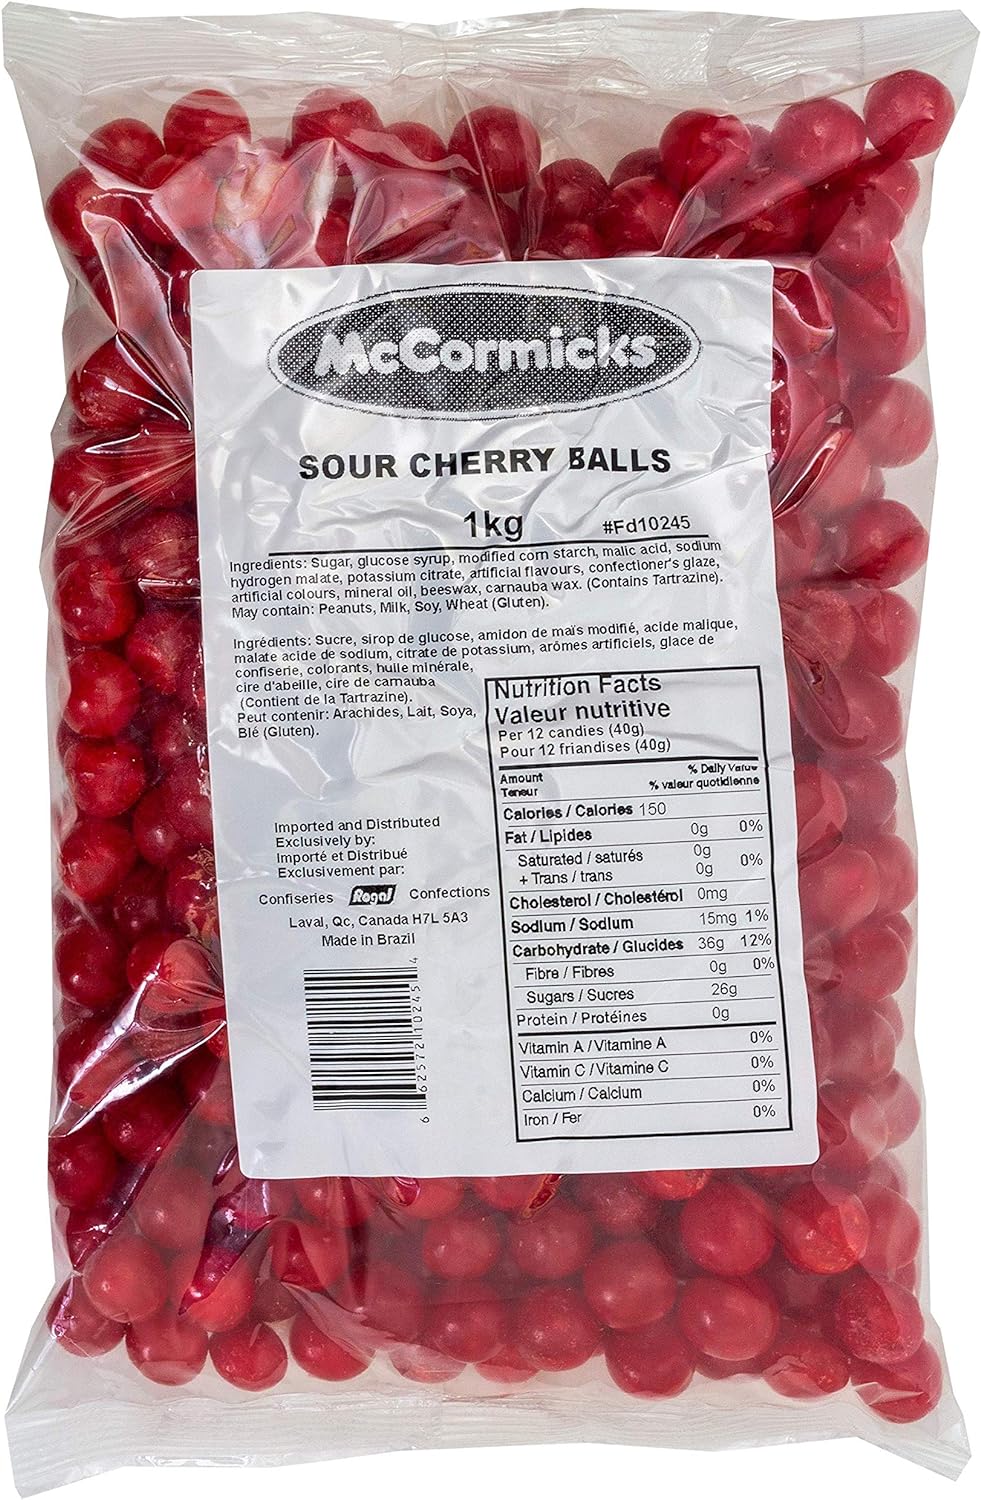 McCormicks
SOUR CHERRY BALLS
1kg #Fd10245
Ingredients: Sugar, glucose syrup, modified corn starch, malic acid, sodium
hydrogen malate, potassium citrate, artificial flavours, confectioner's glaze,
artificial colours, mineral oil, beeswax, carnauba wax. (Contains Tartrazine).
May contain: Peanuts, Milk, Soy, Wheat (Gluten).
Ingrédients: Sucre, sirop de glucose, amidon de maïs modifié, acide malique,
malate acide de sodium, citrate de potassium, arômes artificiels, glace de
confiserie, colorants, huile minérale,
cire d'abeille, cire de carnauba
(Contient de la Tartrazine).
Peut contenir: Arachides, Lait, Soya,
Blé (Gluten).
Imported and Distributed
Exclusively by:
Importé et Distribué
Exclusivement par:
Confiseries Regal Confections
Laval, Qc, Canada H7L 5A3
Made in Brazil
6 62572 10245 4
Nutrition Facts
Valeur nutritive
Per 12 candies (40g)
Pour 12 friandises (40g)
Amount % Daily Value
Teneur % valeur quotidienne
Calories / Calories 150
Fat / Lipides 0g 0%
Saturated / saturés 0g
+ Trans / trans 0g 0%
Cholesterol / Cholestérol 0mg
Sodium / Sodium 15mg 1%
Carbohydrate / Glucides 36g 12%
Fibre / Fibres 0g 0%
Sugars / Sucres 26g
Protein / Protéines 0g
Vitamin A / Vitamine A 0%
Vitamin C / Vitamine C 0%
Calcium / Calcium 0%
Iron / Fer 0%